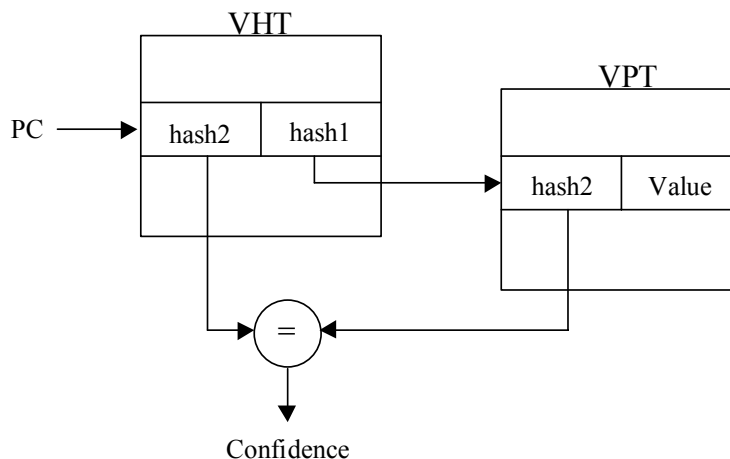 VHT
VPT
PC
hash2
hash1
hash2
Value
=
Confidence